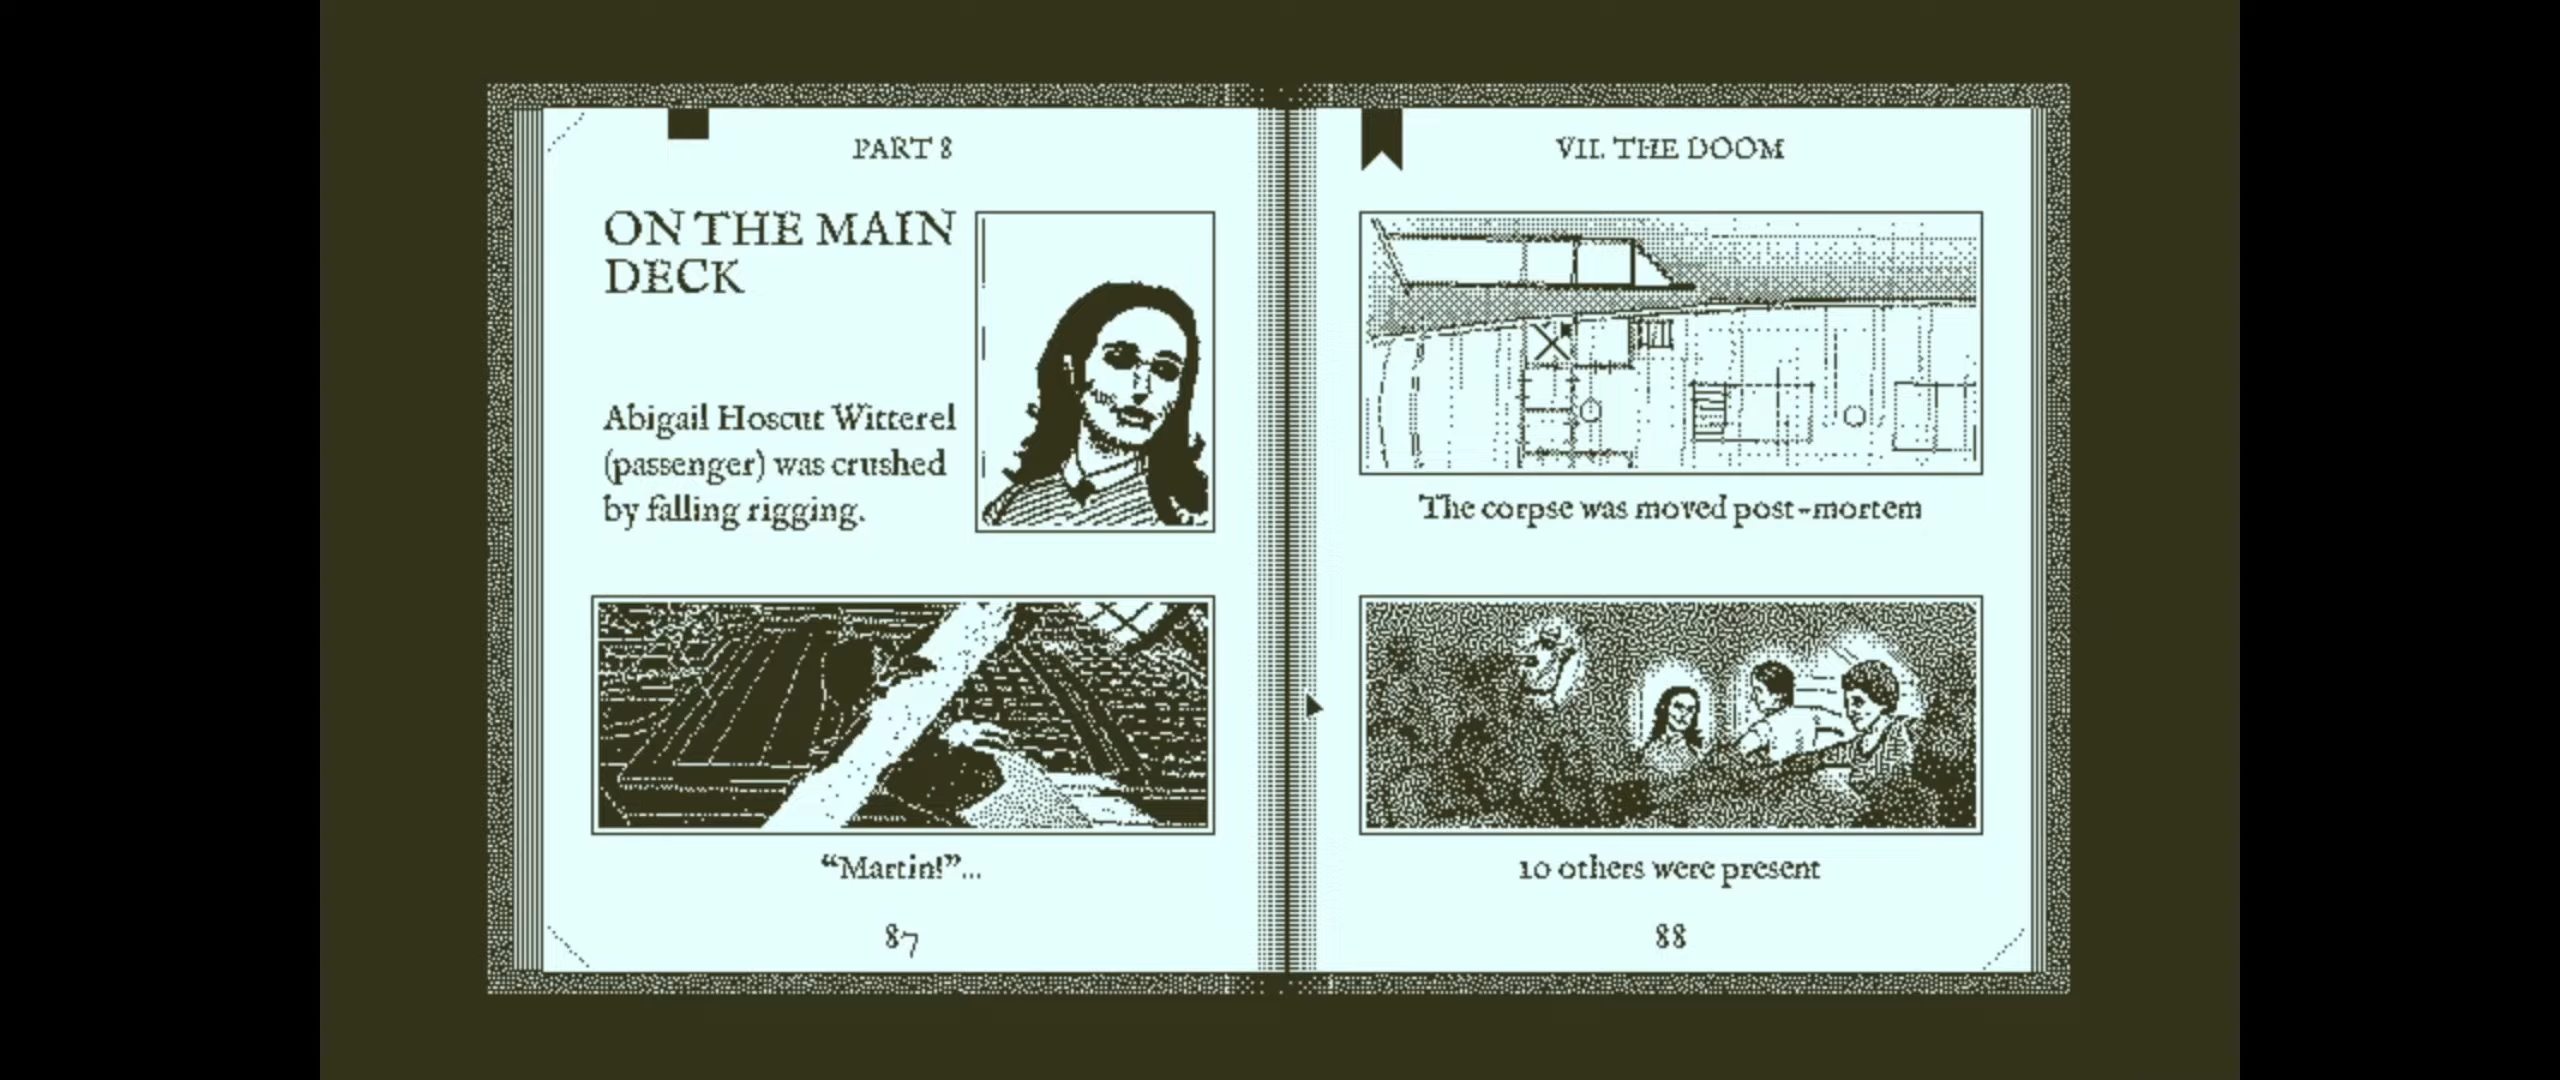 PART 8
ON THE MAIN
DECK
Abigail Hoscut Witterel
(passenger) was crushed
by falling rigging.
“Martin!”...
87
VII. THE DOOM
The corpse was moved post-mortem
10 others were present
88